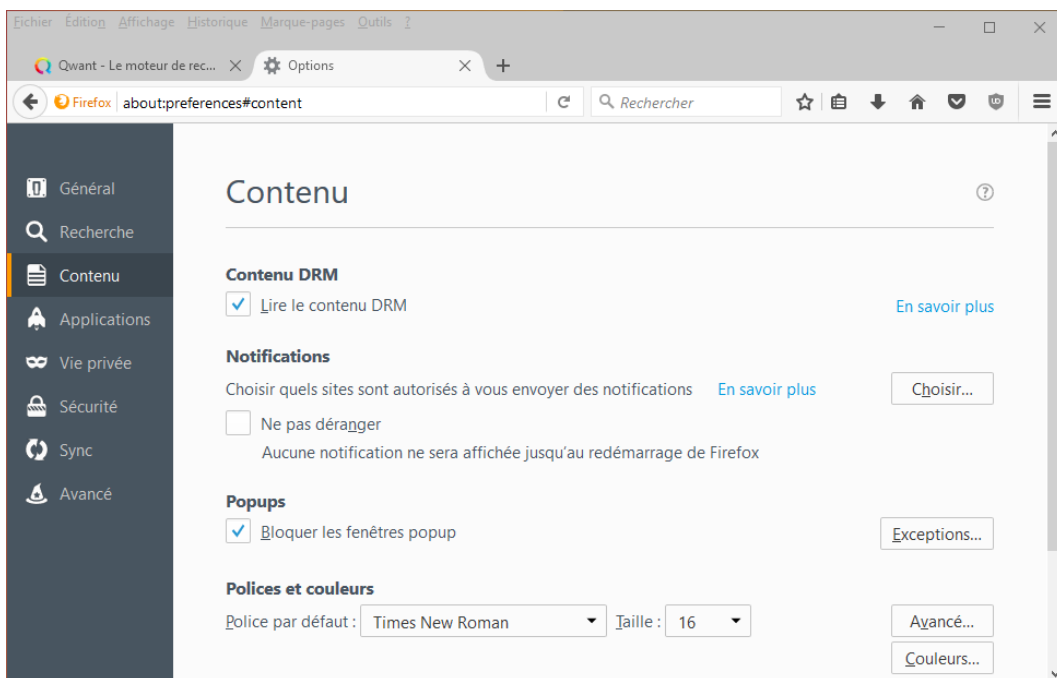 Fichier Édition Affichage Historique Marque-pages Outils ?
Qwant - Le moteur de rec... Options
Firefox about:preferences#content Rechercher
Général
Contenu
Recherche
Contenu
Contenu DRM
Lire le contenu DRM En savoir plus
Applications
Vie privée
Notifications
Choisir quels sites sont autorisés à vous envoyer des notifications En savoir plus Choisir...
Sécurité
Ne pas déranger
Sync
Aucune notification ne sera affichée jusqu'au redémarrage de Firefox
Avancé
Popups
Bloquer les fenêtres popup Exceptions...
Polices et couleurs
Police par défaut : Times New Roman Taille : 16 Avancé...
Couleurs...